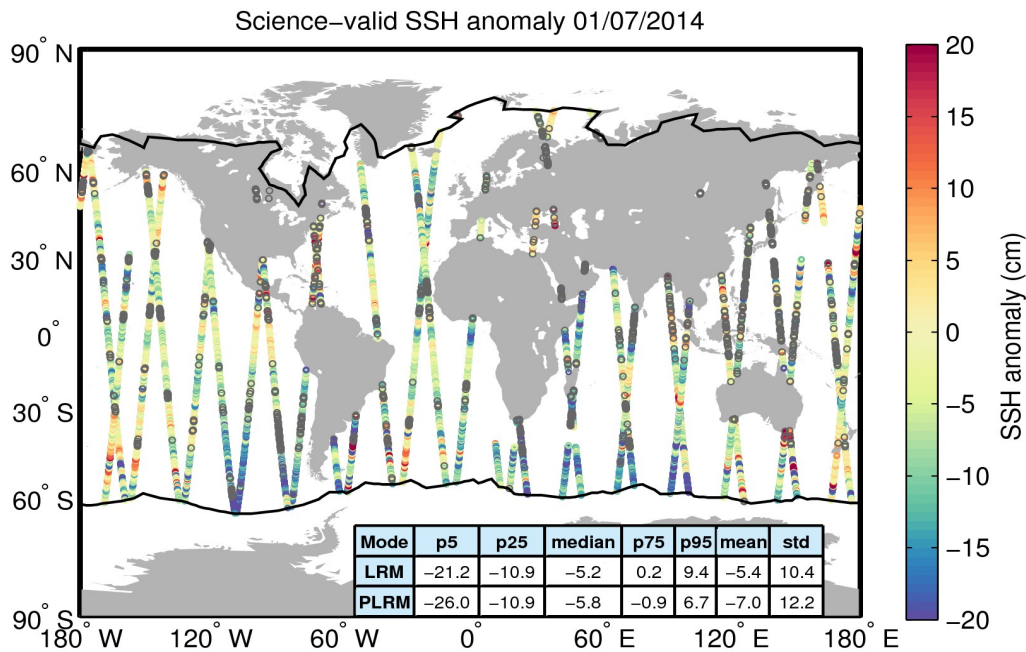 Science−valid SSH anomaly 01/07/2014
90° N
60° N
30° N
0°
30° S
60° S
90° S
180° W
120° W
60° W
0°
60° E
120° E
180° E
Mode p5 p25 median p75 p95 mean std
LRM −21.2 −10.9 −5.2 0.2 9.4 −5.4 10.4
PLRM −26.0 −10.9 −5.8 −0.9 6.7 −7.0 12.2
20
15
10
5
0
−5
−10
−15
−20
SSH anomaly (cm)